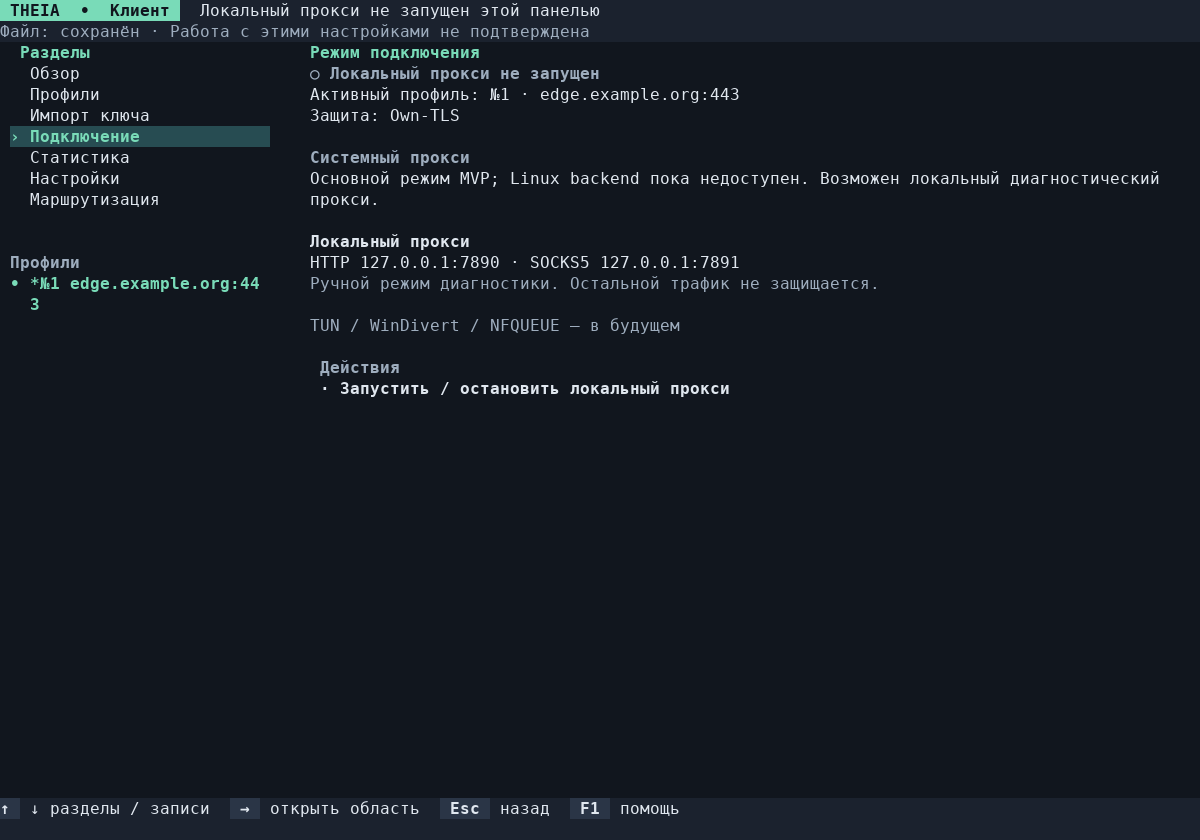 THEIA • Клиент Локальный прокси не запущен этой панелью
Файл: сохранён · Работа с этими настройками не подтверждена
Разделы
Обзор
Профили
Импорт ключа
› Подключение
Статистика
Настройки
Маршрутизация
Профили
• *№1 edge.example.org:44
3
Режим подключения
○ Локальный прокси не запущен
Активный профиль: №1 · edge.example.org:443
Защита: Own-TLS
Системный прокси
Основной режим MVP; Linux backend пока недоступен. Возможен локальный диагностический
прокси.
Локальный прокси
HTTP 127.0.0.1:7890 · SOCKS5 127.0.0.1:7891
Ручной режим диагностики. Остальной трафик не защищается.
TUN / WinDivert / NFQUEUE — в будущем
Действия
· Запустить / остановить локальный прокси
↑ ↓ разделы / записи → открыть область Esc назад F1 помощь